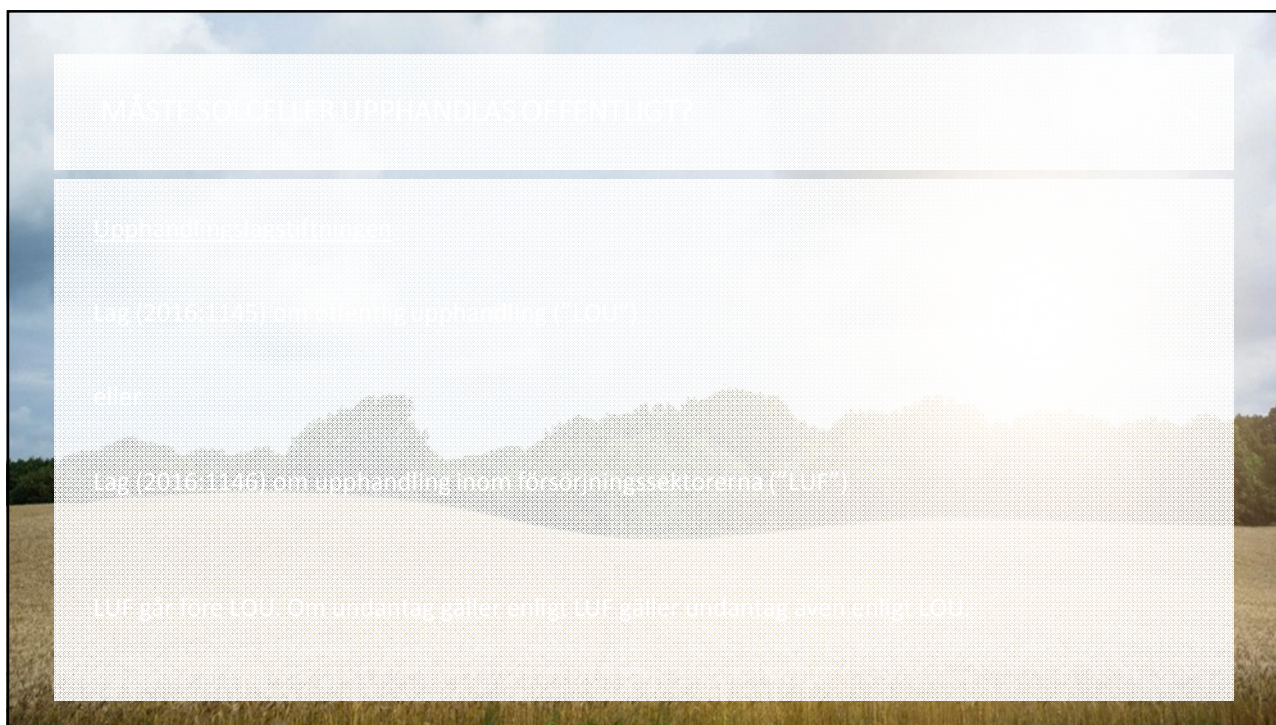 MÅSTE SOLCELLER UPPHANDLAS OFFENTLIGT?
Upphandlingslagstiftningen
Lag (2016:1145) om offentlig upphandling ("LOU")
eller
Lag (2016:1146) om upphandling inom försörjningssektorerna ("LUF")
LUF går före LOU. Om undantag gäller enligt LUF gäller undantag även enligt LOU.